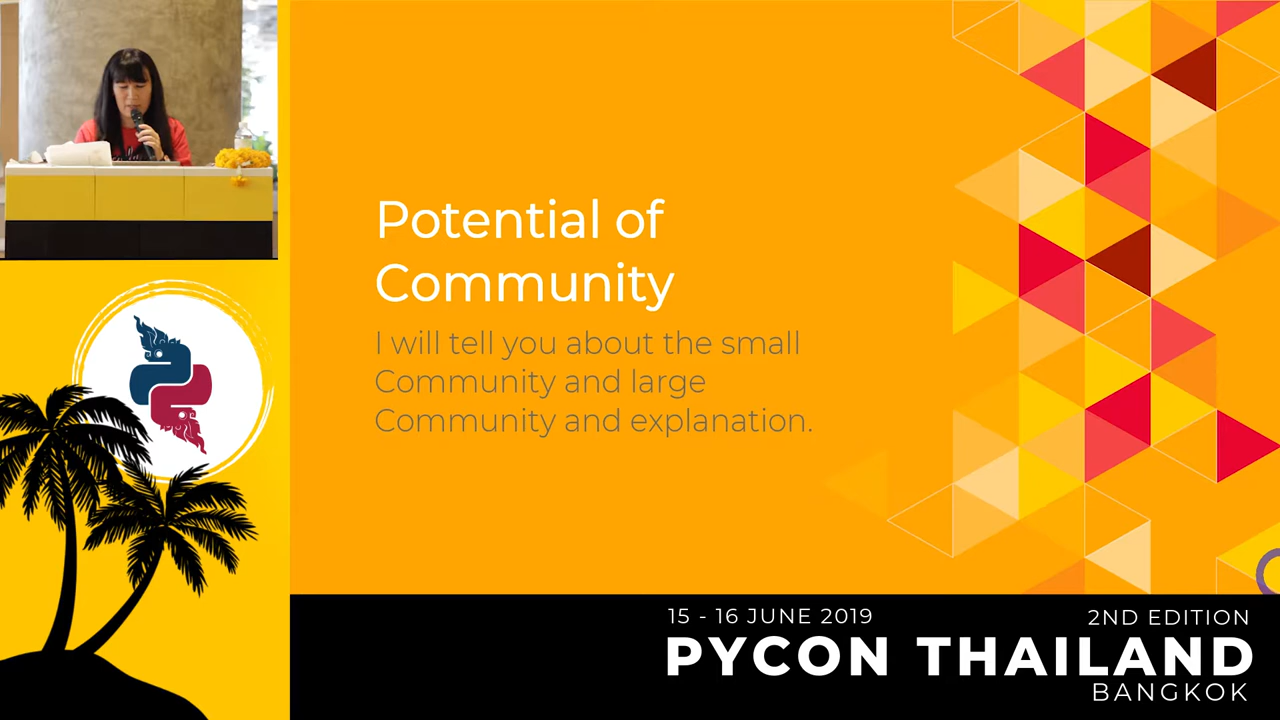 Potential of
Community
I will tell you about the small
Community and large
Community and explanation.
15 - 16 JUNE 2019
2ND EDITION
PYCON THAILAND
BANGKOK